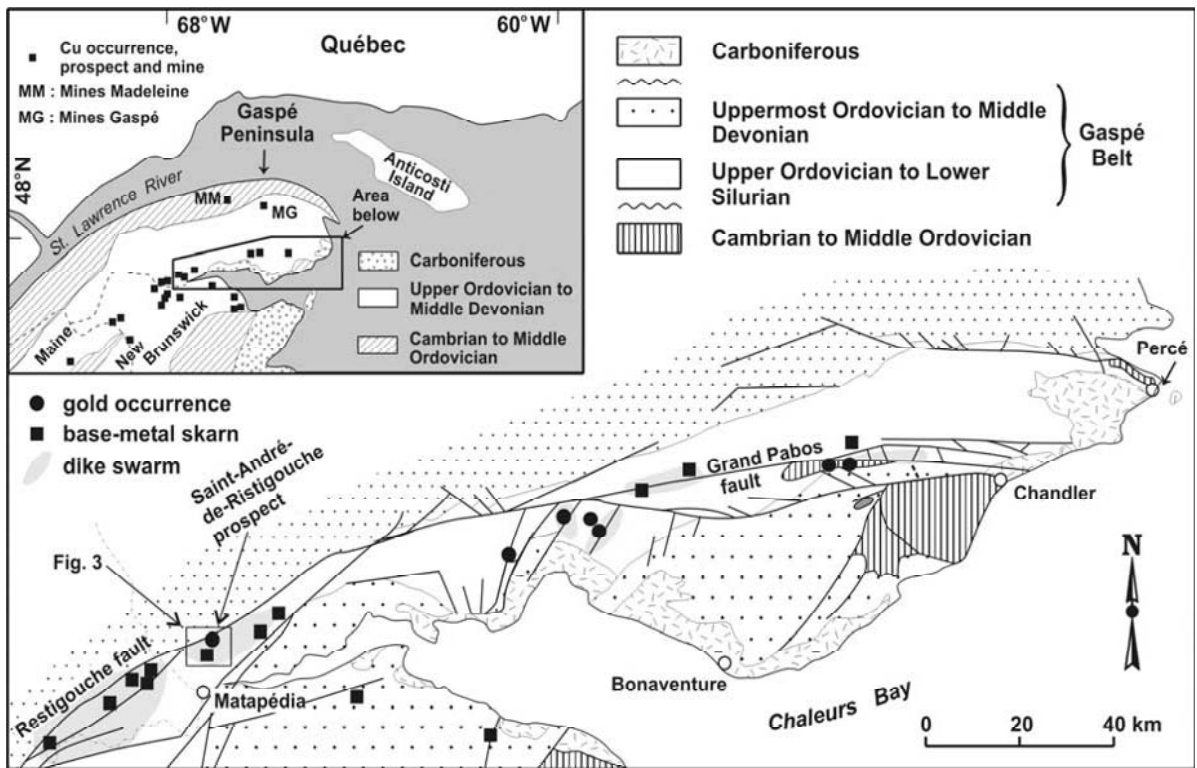 68°W
60°W
Québec
Cu occurrence,
prospect and mine
MM : Mines Madeleine
MG : Mines Gaspé
Gaspé
Peninsula
48°N
St. Lawrence River
MM
MG
Anticosti
Island
Area
below
Maine
New
Brunswick
Carboniferous
Upper Ordovician to
Middle Devonian
Cambrian to Middle
Ordovician
Carboniferous
Uppermost Ordovician to Middle
Devonian
Upper Ordovician to Lower
Silurian
Cambrian to Middle Ordovician
Gaspé
Belt
gold occurrence
base-metal skarn
dike swarm
Saint-André-
de-Ristigouche
prospect
Fig. 3
Restigouche fault
Matapédia
Grand Pabos
fault
Percé
Chandler
Bonaventure
Chaleurs Bay
N
0 20 40 km